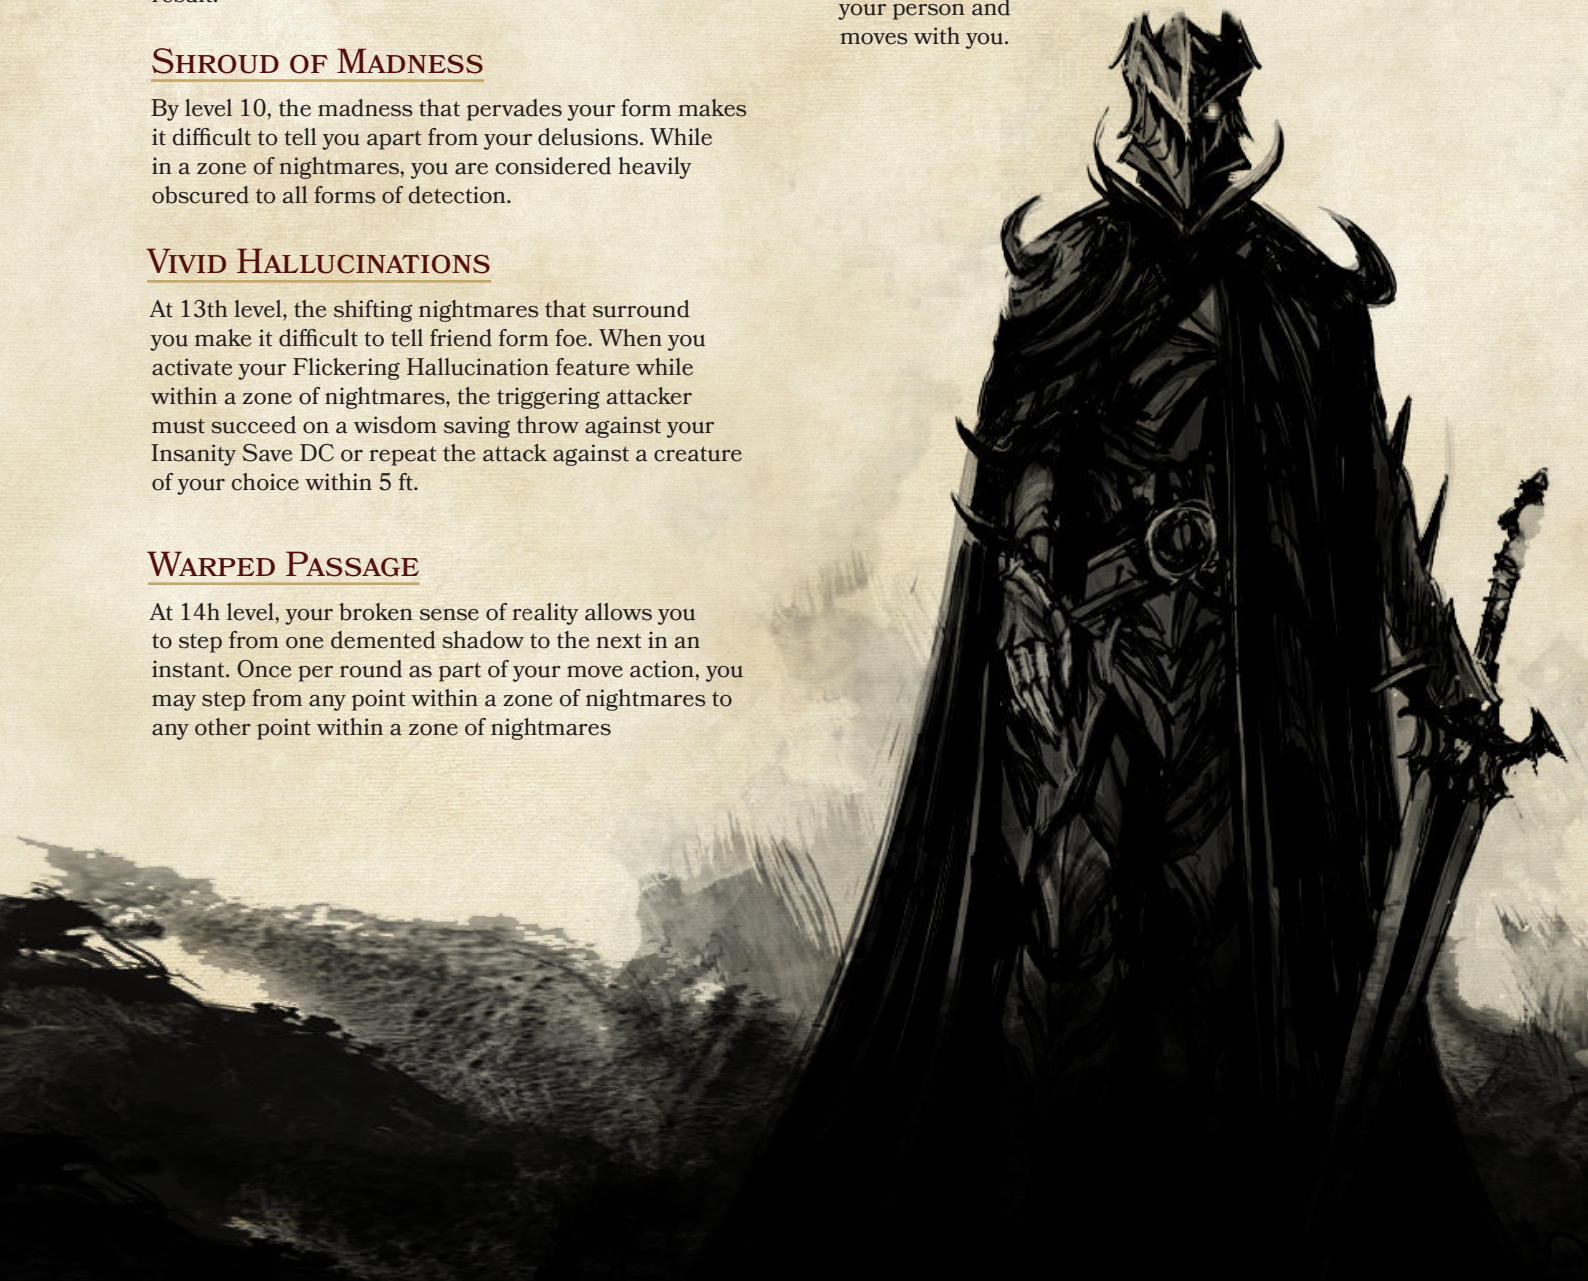 result.
Shroud of Madness
By level 10, the madness that pervades your form makes
it difficult to tell you apart from your delusions. While
in a zone of nightmares, you are considered heavily
obscured to all forms of detection.
Vivid Hallucinations
At 13th level, the shifting nightmares that surround
you make it difficult to tell friend form foe. When you
activate your Flickering Hallucination feature while
within a zone of nightmares, the triggering attacker
must succeed on a wisdom saving throw against your
Insanity Save DC or repeat the attack against a creature
of your choice within 5 ft.
Warped Passage
At 14h level, your broken sense of reality allows you
to step from one demented shadow to the next in an
instant. Once per round as part of your move action, you
may step from any point within a zone of nightmares to
any other point within a zone of nightmares
your person and
moves with you.